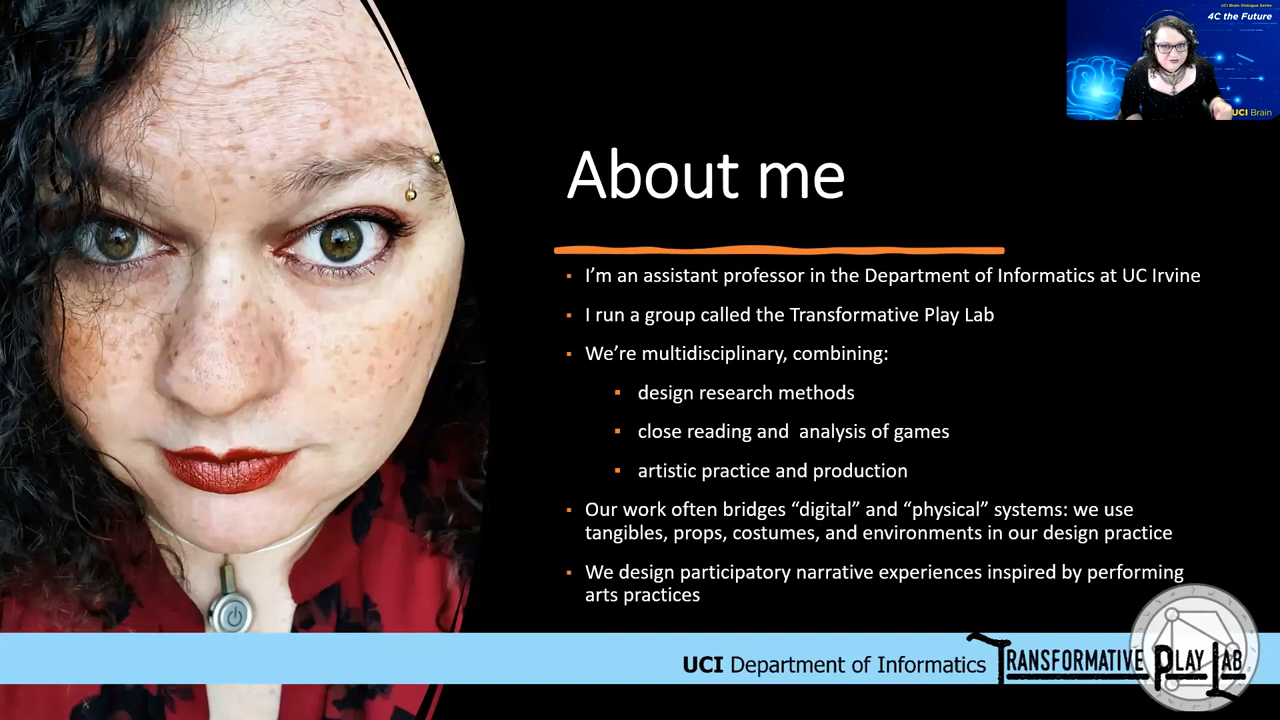 UCI Brain Dialogue Series
4C the Future
UCI Brain
About me
I’m an assistant professor in the Department of Informatics at UC Irvine
I run a group called the Transformative Play Lab
We’re multidisciplinary, combining:
design research methods
close reading and  analysis of games
artistic practice and production
Our work often bridges “digital” and “physical” systems: we use
tangibles, props, costumes, and environments in our design practice
We design participatory narrative experiences inspired by performing
arts practices
UCI Department of Informatics
TRANSFORMATIVE PLAY LAB